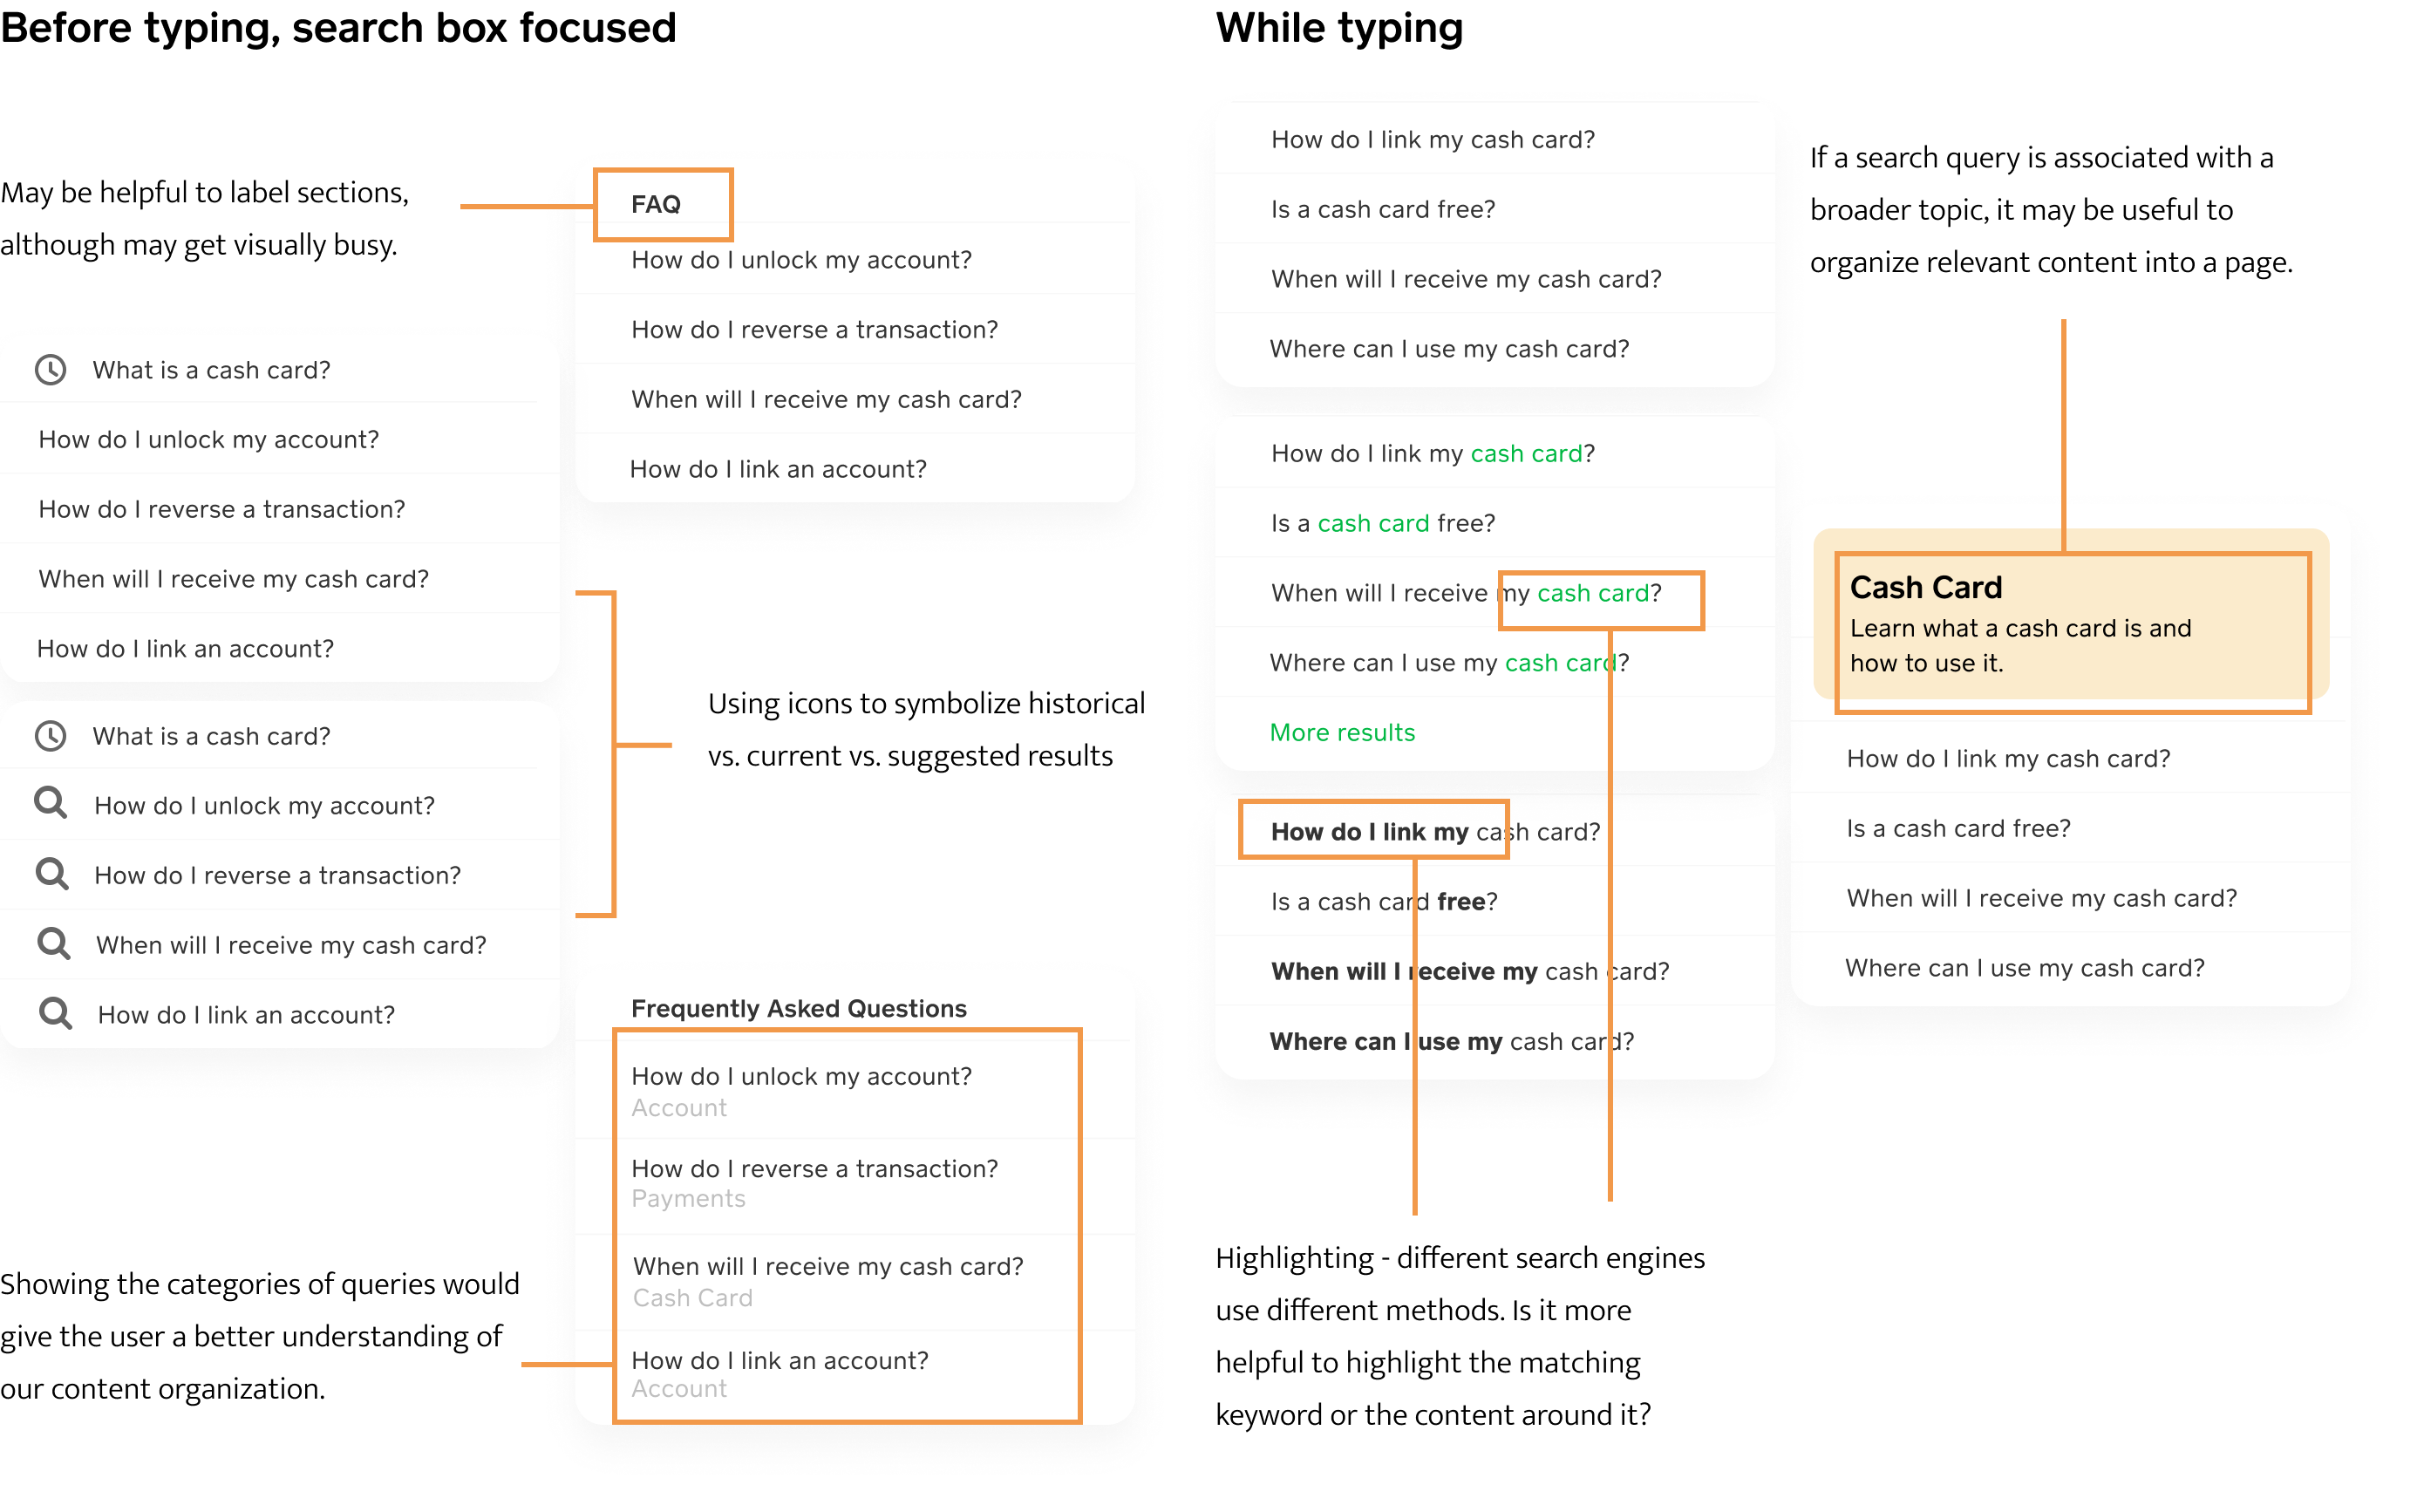 Before typing, search box focused
May be helpful to label sections,
although may get visually busy.
FAQ
How do I unlock my account?
How do I reverse a transaction?
When will I receive my cash card?
How do I link an account?
What is a cash card?
How do I unlock my account?
How do I reverse a transaction?
When will I receive my cash card?
How do I link an account?
What is a cash card?
How do I unlock my account?
How do I reverse a transaction?
When will I receive my cash card?
How do I link an account?
Using icons to symbolize historical
vs. current vs. suggested results
Frequently Asked Questions
How do I unlock my account?
Account
How do I reverse a transaction?
Payments
When will I receive my cash card?
Cash Card
How do I link an account?
Account
Showing the categories of queries would
give the user a better understanding of
our content organization.
While typing
How do I link my cash card?
Is a cash card free?
When will I receive my cash card?
Where can I use my cash card?
How do I link my cash card?
Is a cash card free?
When will I receive my cash card?
Where can I use my cash card?
More results
How do I link my cash card?
Is a cash card free?
When will I receive my cash card?
Where can I use my cash card?
Highlighting - different search engines
use different methods. Is it more
helpful to highlight the matching
keyword or the content around it?
If a search query is associated with a
broader topic, it may be useful to
organize relevant content into a page.
Cash Card
Learn what a cash card is and
how to use it.
How do I link my cash card?
Is a cash card free?
When will I receive my cash card?
Where can I use my cash card?